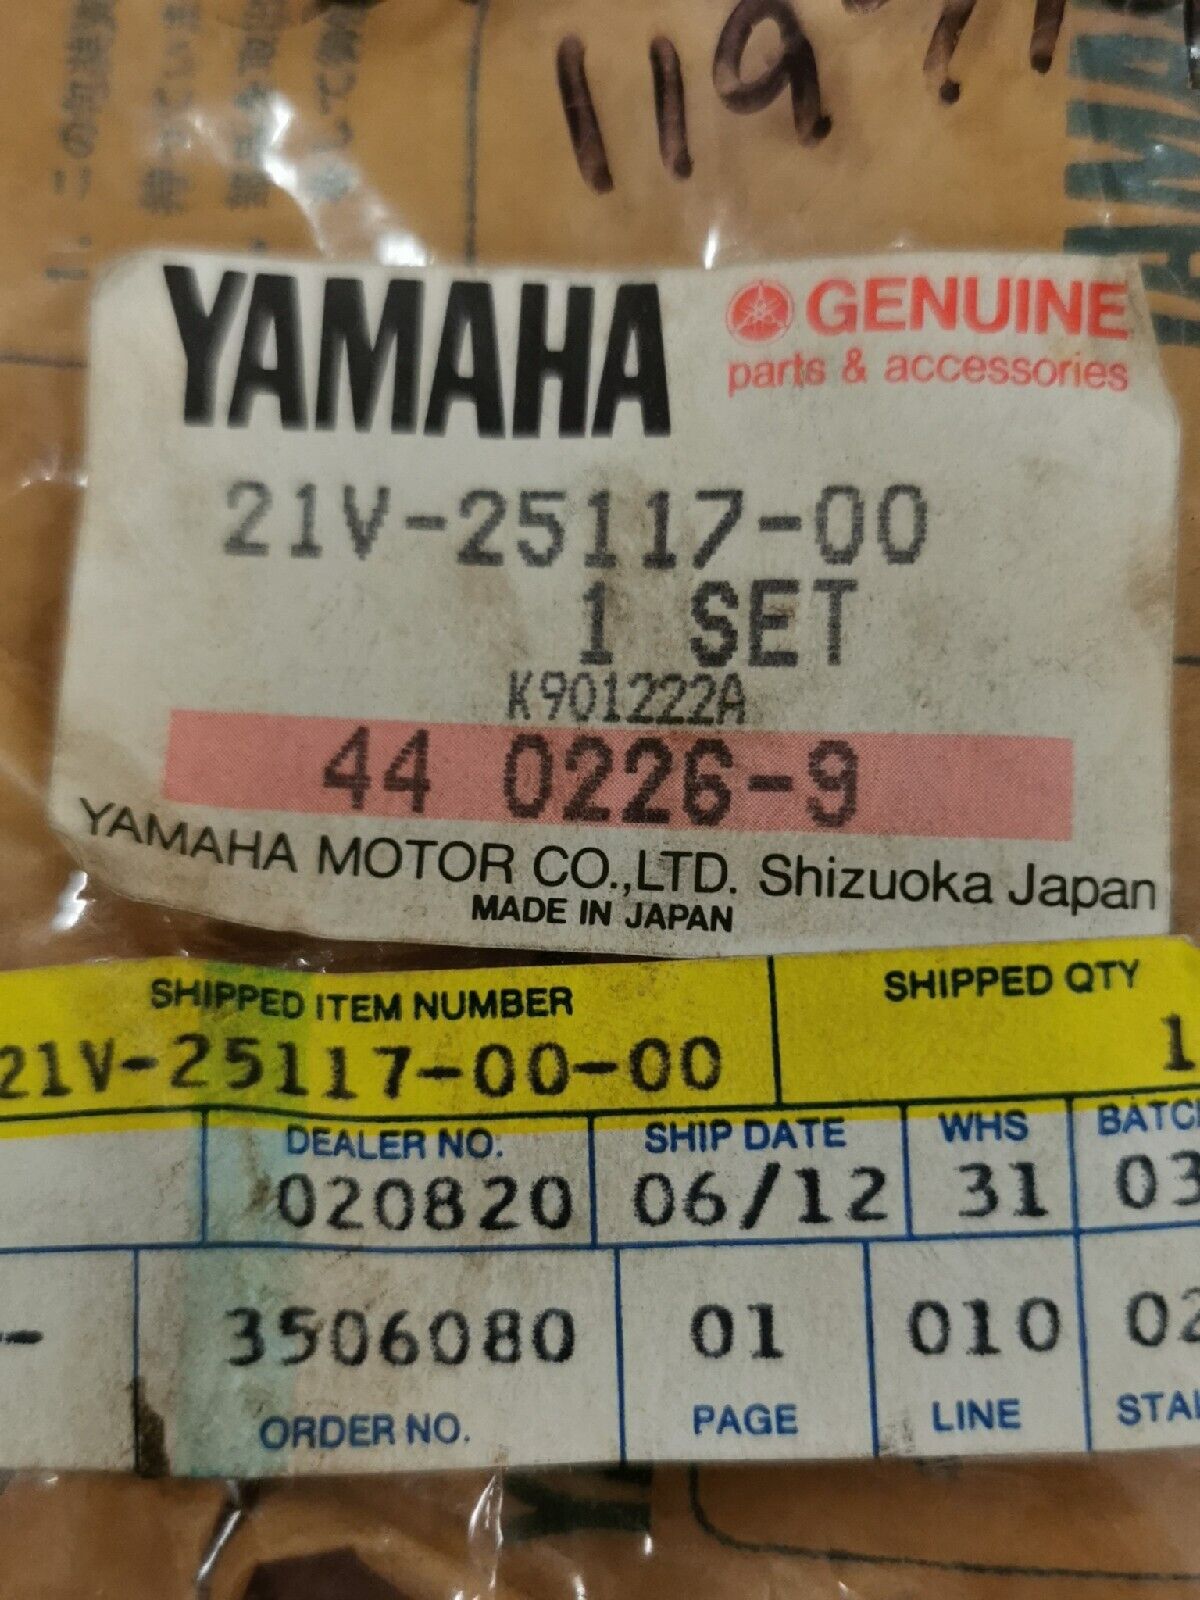 119
YAMAHA
GENUINE
parts & accessories
21V-25117-00
1 SET
K901222A
44 0226-9
YAMAHA MOTOR CO.,LTD. Shizuoka Japan
MADE IN JAPAN
SHIPPED ITEM NUMBER SHIPPED QTY
21V-25117-00-00 1
DEALER NO. SHIP DATE WHS
020820 06/12 31 03
3506080 01 010 02
ORDER NO. PAGE LINE